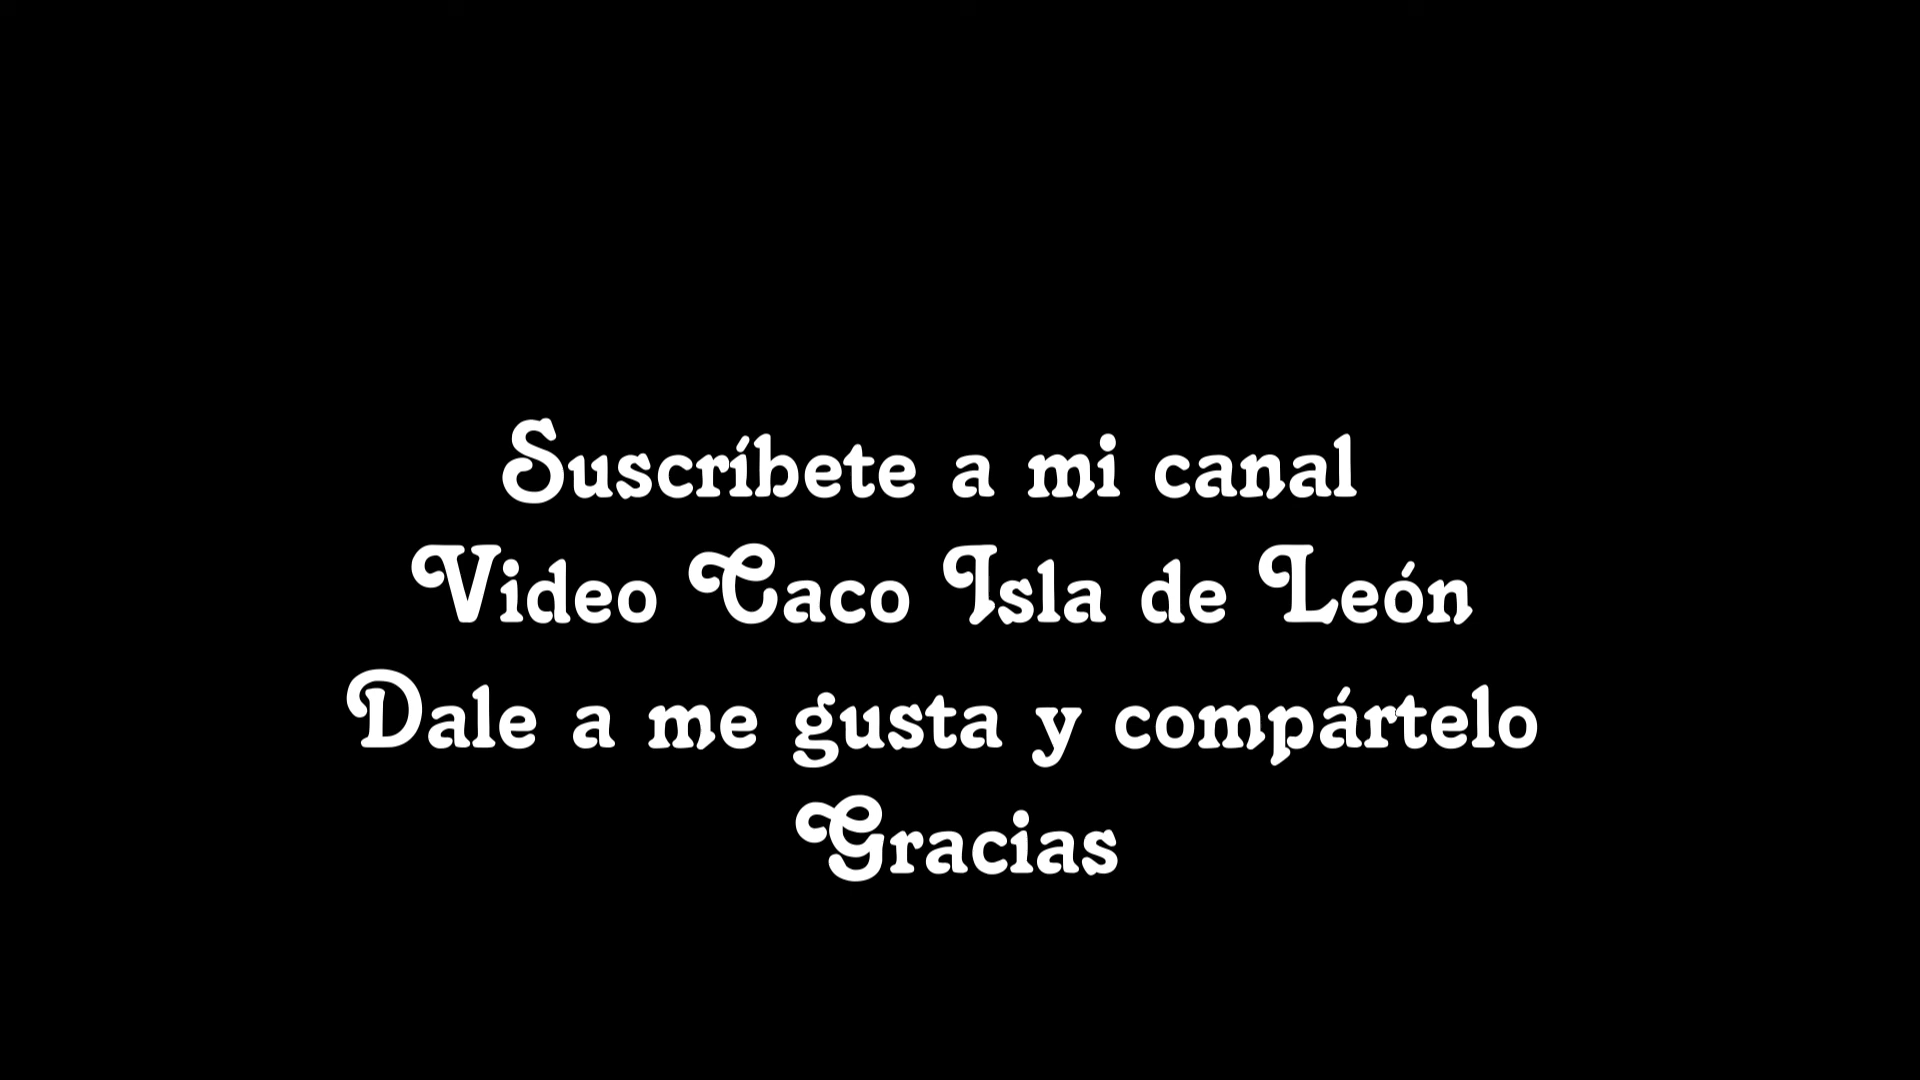 Suscríbete a mi canal
Video Caco Isla de León
Dale a me gusta y compártelo
Gracias